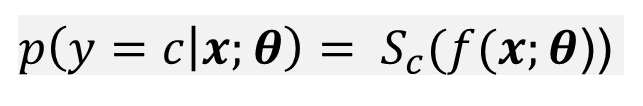 p(y = c|x; θ) = S_c(f(x; θ))